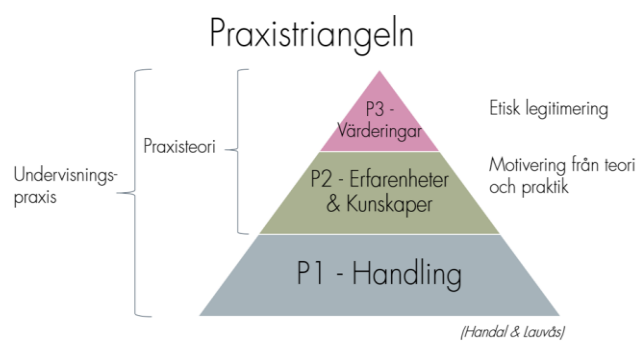 Praxistriangeln
P3 -
Värderingar
Etisk legitimering
Praxisteori
Undervisnings-
praxis
P2 - Erfarenheter
& Kunskaper
Motivering från teori
och praktik
P1 - Handling
(Handal & Lauvås)